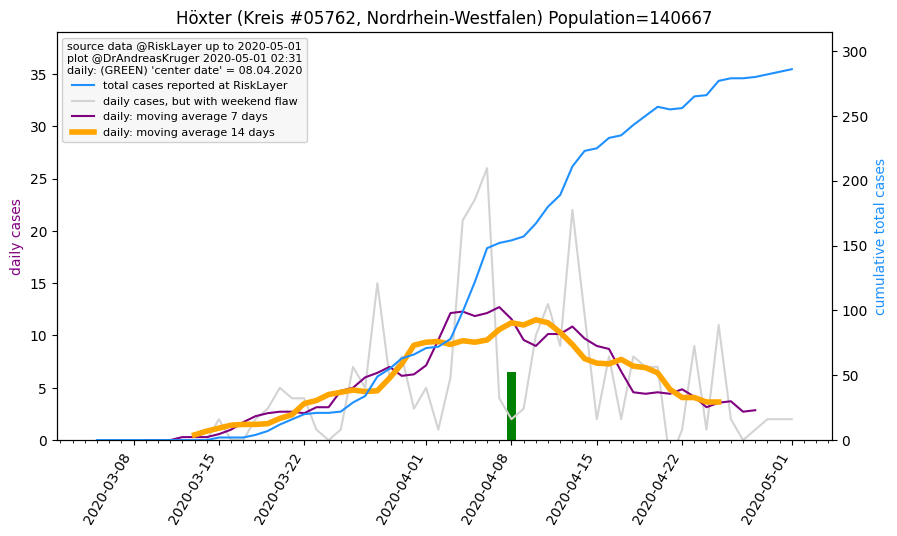 Höxter (Kreis #05762, Nordrhein-Westfalen) Population=140667
source data @RiskLayer up to 2020-05-01
plot @DrAndreasKruger 2020-05-01 02:31
daily: (GREEN) 'center date' = 08.04.2020
total cases reported at RiskLayer
daily cases, but with weekend flaw
daily: moving average 7 days
daily: moving average 14 days
daily cases
35
30
25
20
15
10
5
0
cumulative total cases
300
250
200
150
100
50
0
2020-03-08
2020-03-15
2020-03-22
2020-04-01
2020-04-08
2020-04-15
2020-04-22
2020-05-01